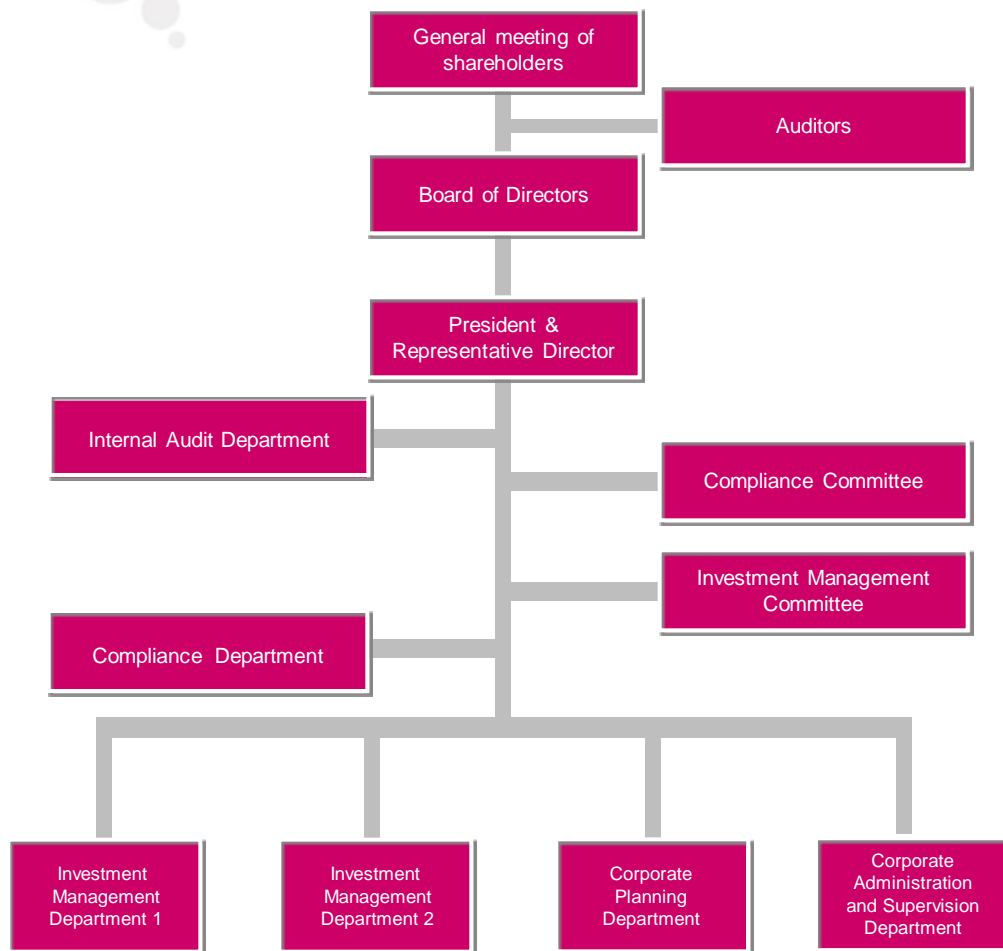 General meeting of
shareholders
Auditors
Board of Directors
President &
Representative Director
Internal Audit Department
Compliance Committee
Investment Management
Committee
Compliance Department
Investment
Management
Department 1
Investment
Management
Department 2
Corporate
Planning
Department
Corporate
Administration
and Supervision
Department